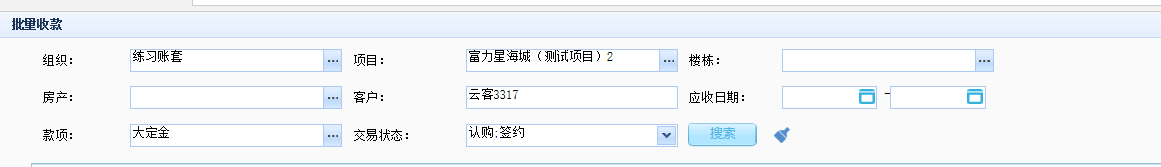 批量收款
组织： 练习账套 ... 项目： 富力星海城（测试项目）2 ... 楼栋： ...
房产： ... 客户： 云客3317 应收日期： -
款项： 大定金 ... 交易状态： 认购;签约 搜索